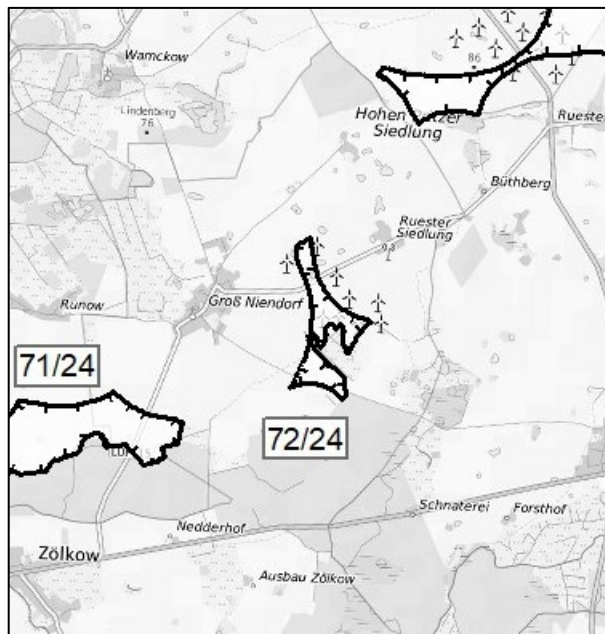 Wamckow
86
Lindenberg
76
Siedlung
Ruester
Büthberg
Ruester
Siedlung
Runow
Groß Niendorf
71/24
72/24
Schnaterei
Forsthof
Nedderhof
Zölkow
Ausbau Zölkow